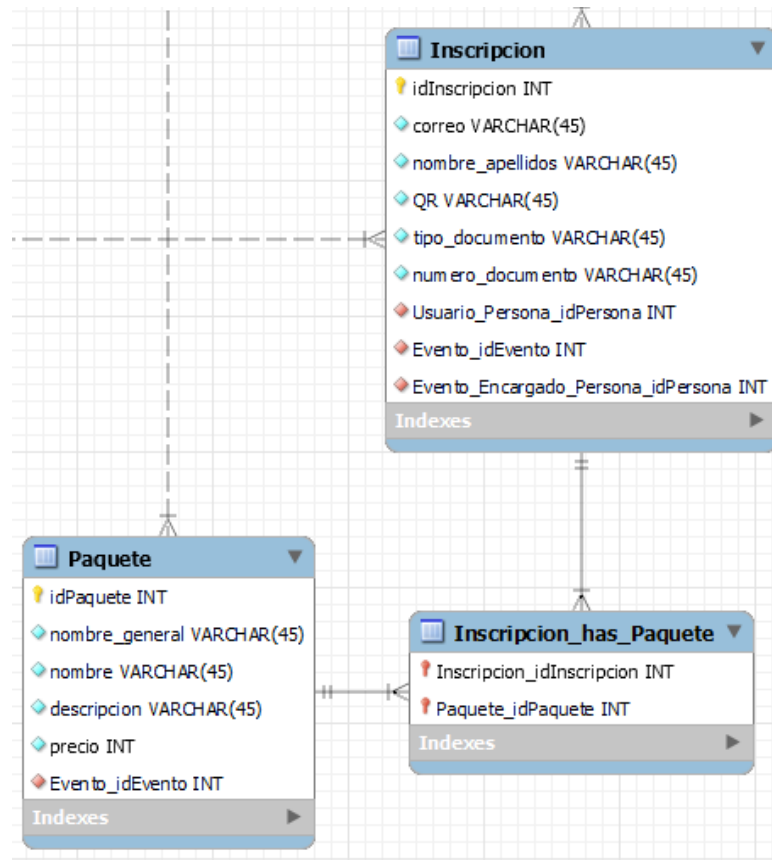 Inscripcion
idInscripcion INT
correo VARCHAR(45)
nombre_apellidos VARCHAR(45)
QR VARCHAR(45)
tipo_documento VARCHAR(45)
numero_documento VARCHAR(45)
Usuario_Persona_idPersona INT
Evento_idEvento INT
Evento_Encargado_Persona_idPersona INT
Indexes
Paquete
idPaquete INT
nombre_general VARCHAR(45)
nombre VARCHAR(45)
descripcion VARCHAR(45)
precio INT
Evento_idEvento INT
Indexes
Inscripcion_has_Paquete
Inscripcion_idInscripcion INT
Paquete_idPaquete INT
Indexes